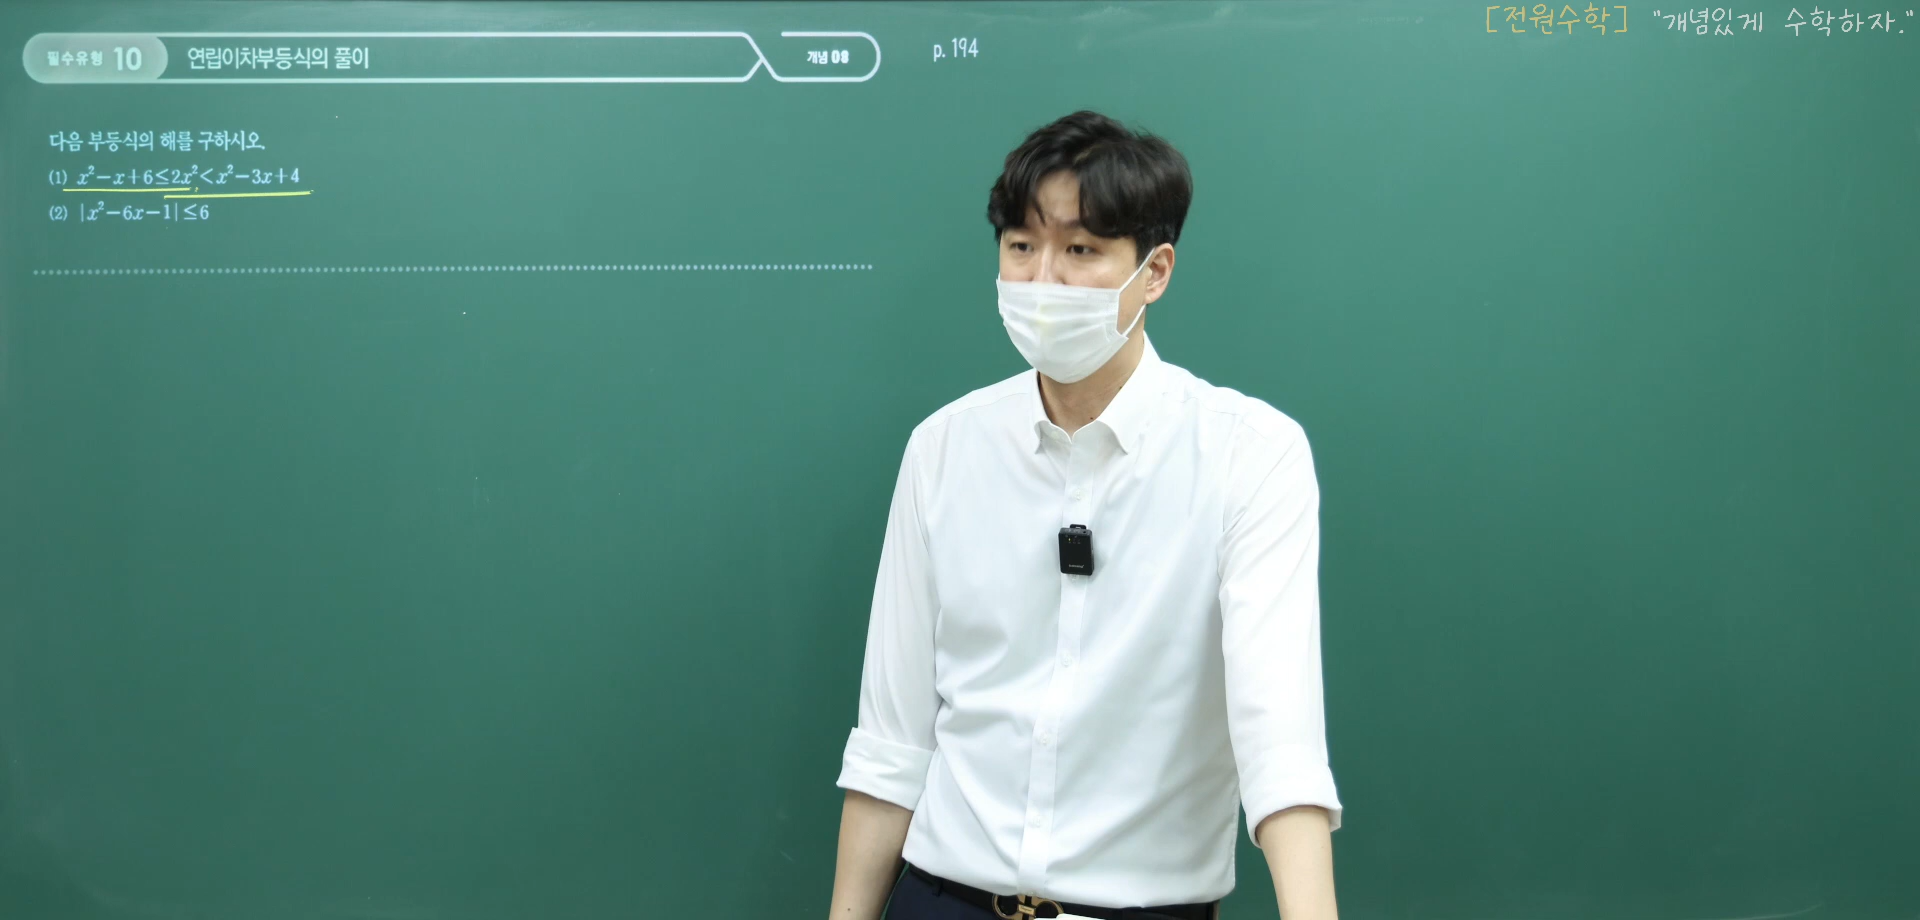 [전원수학] "개념있게 수학하자."
필수유형 10 연립이차부등식의 풀이 개념 08 p. 194
다음 부등식의 해를 구하시오.
(1) x²-x+6≤2x²<x²-3x+4
(2) |x²-6x-1|≤6